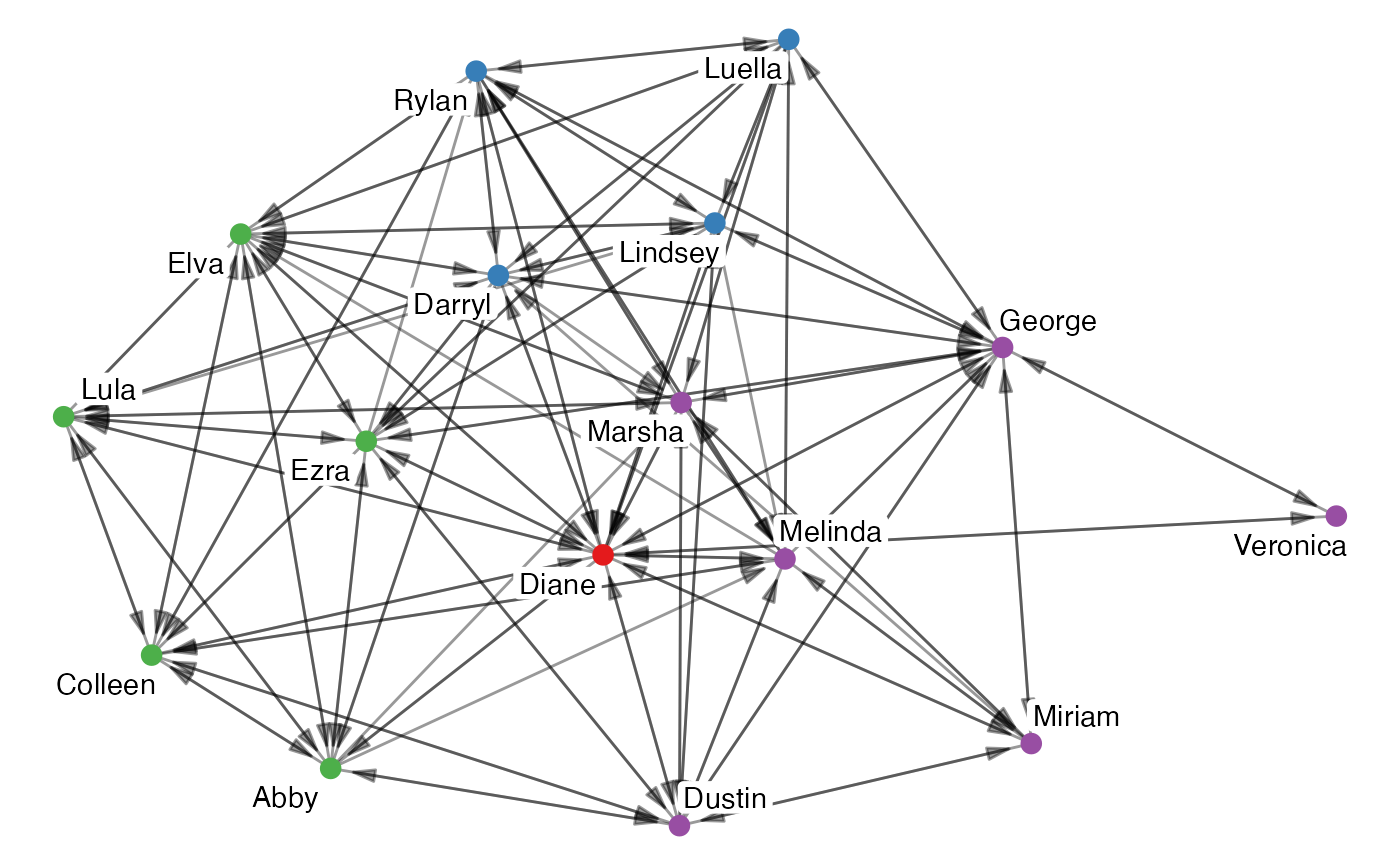 Luella
Rylan
Lindsey
Elva
Darryl
George
Lula
Marsha
Ezra
Melinda
Veronica
Diane
Colleen
Miriam
Abby
Dustin